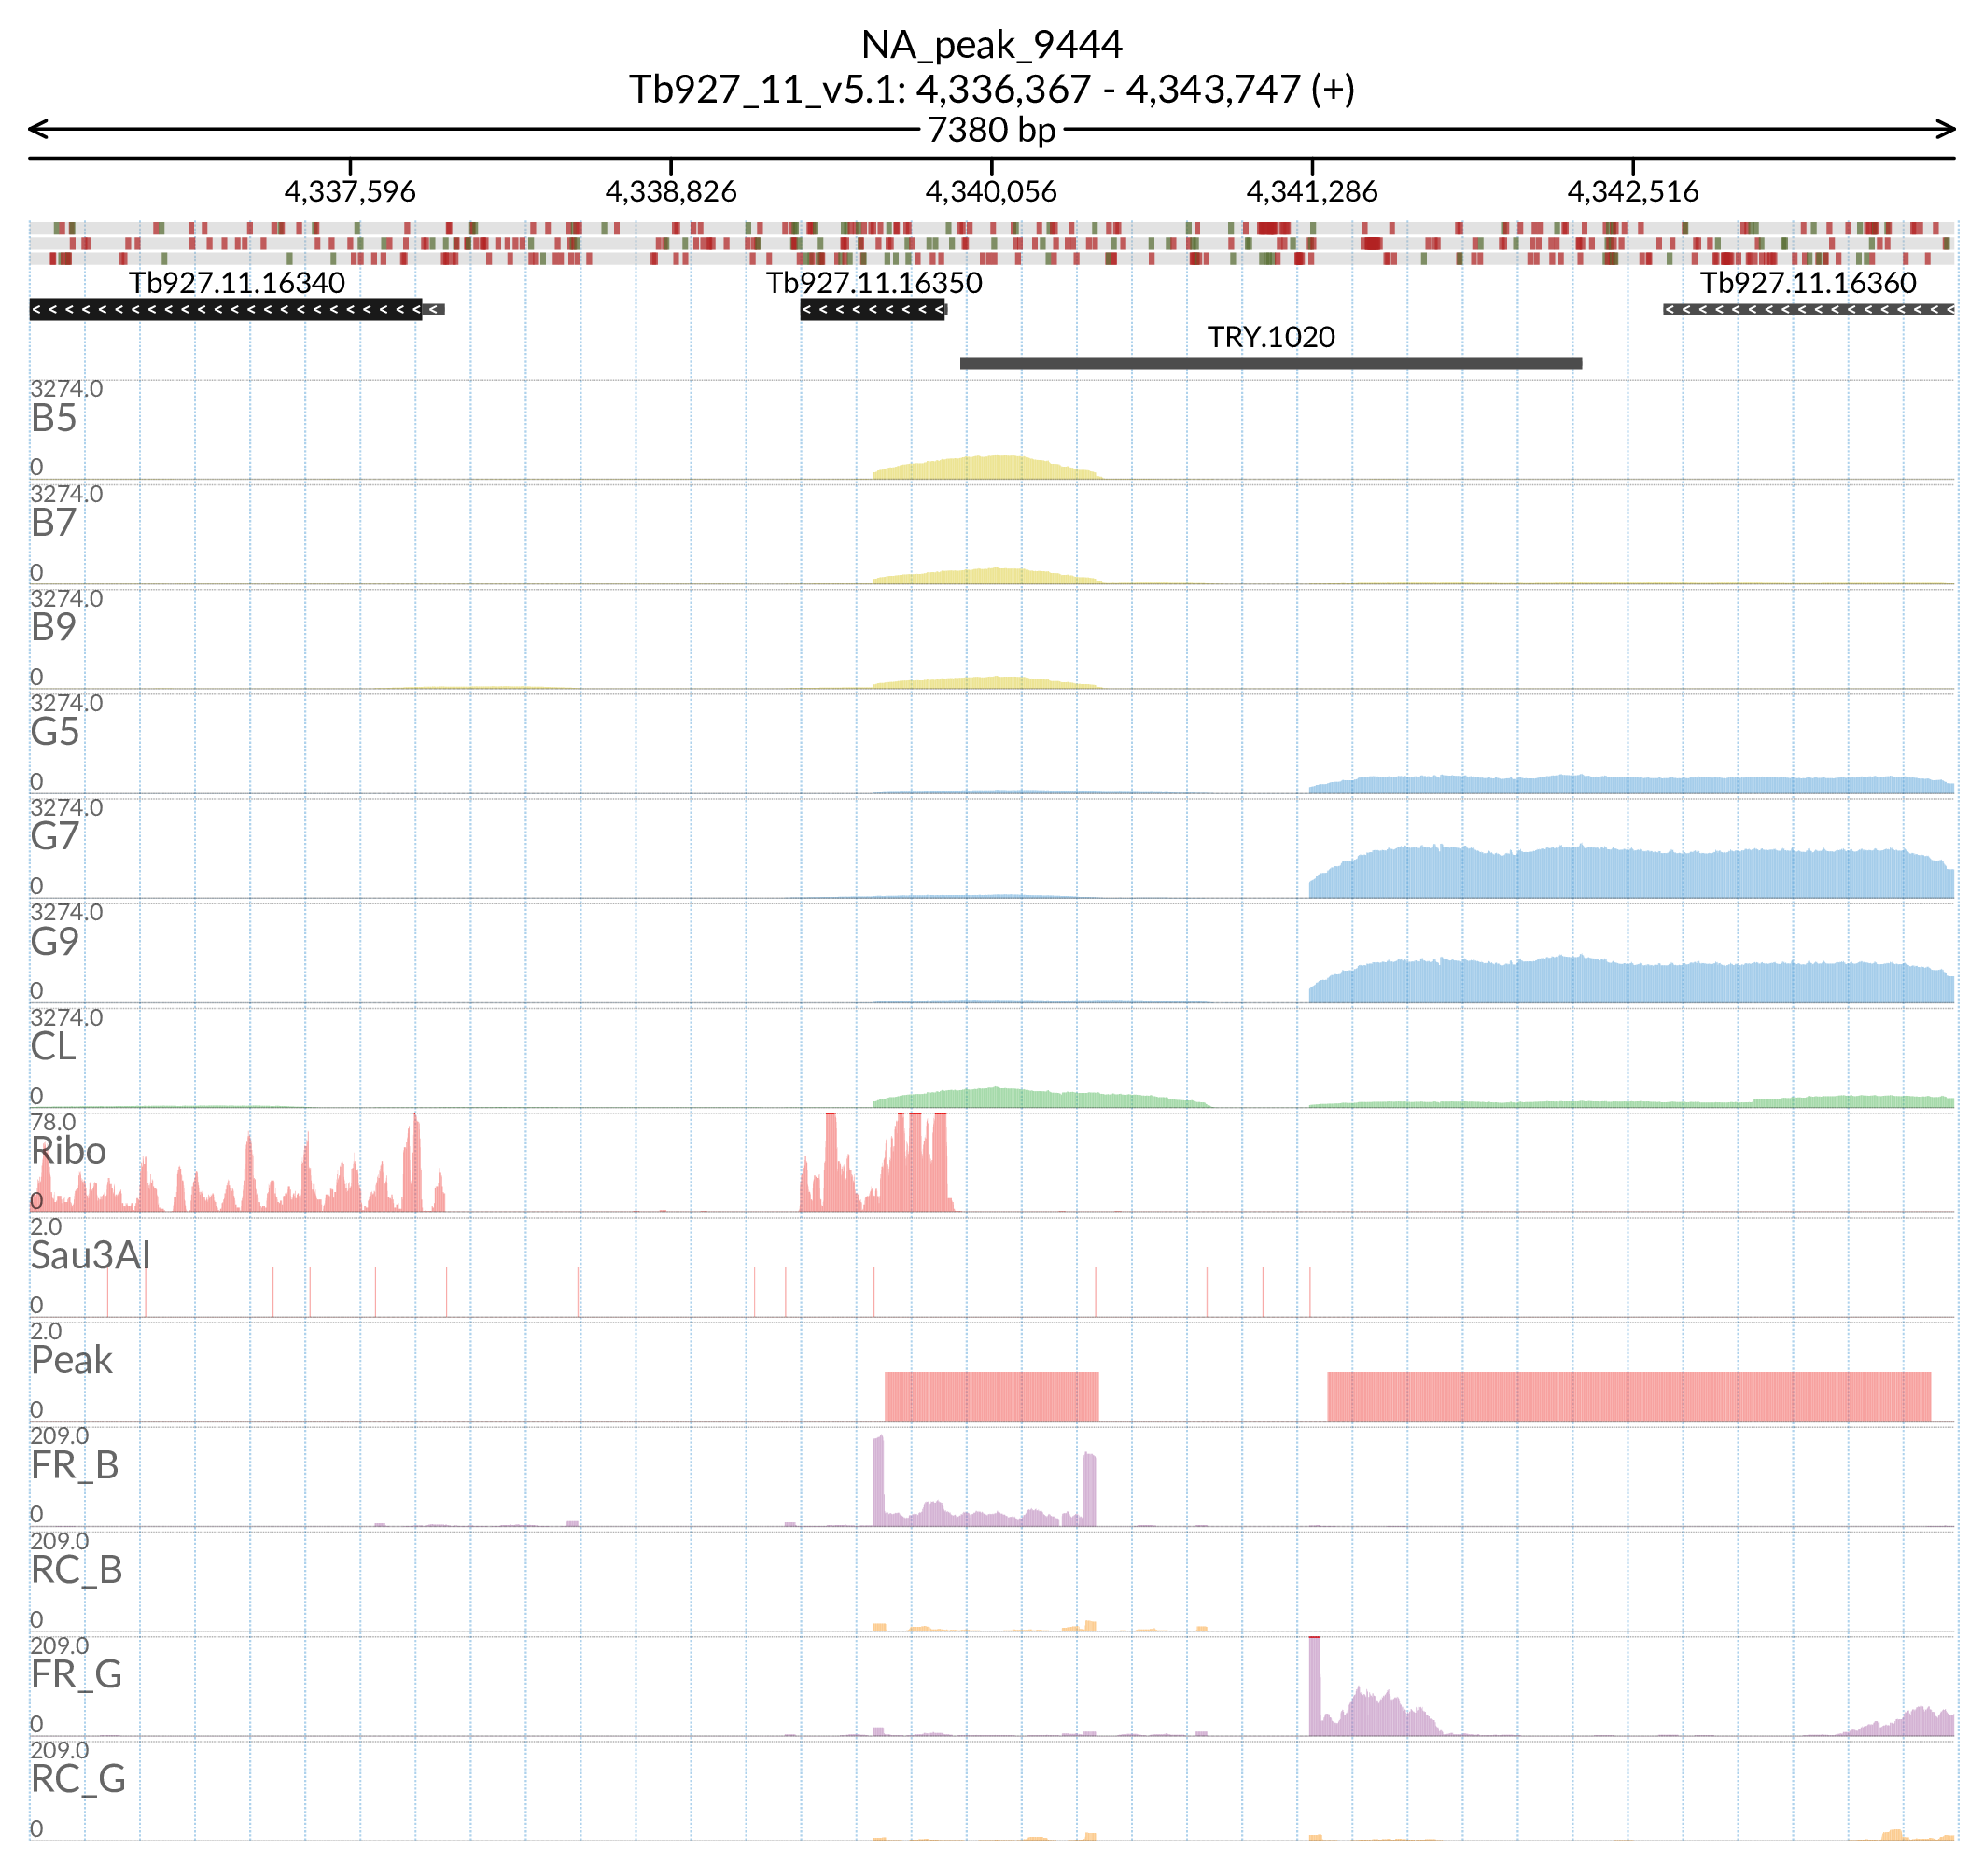 NA_peak_9444
Tb927_11_v5.1: 4,336,367 - 4,343,747 (+)
7380 bp
4,337,596 4,338,826 4,340,056 4,341,286 4,342,516
Tb927.11.16340 Tb927.11.16350 Tb927.11.16360
TRY.1020
3274.0
B5
0
3274.0
B7
0
3274.0
B9
0
3274.0
G5
0
3274.0
G7
0
3274.0
G9
0
3274.0
CL
0
78.0
Ribo
0
2.0
Sau3AI
0
2.0
Peak
0
209.0
FR_B
0
209.0
RC_B
0
209.0
FR_G
0
209.0
RC_G
0